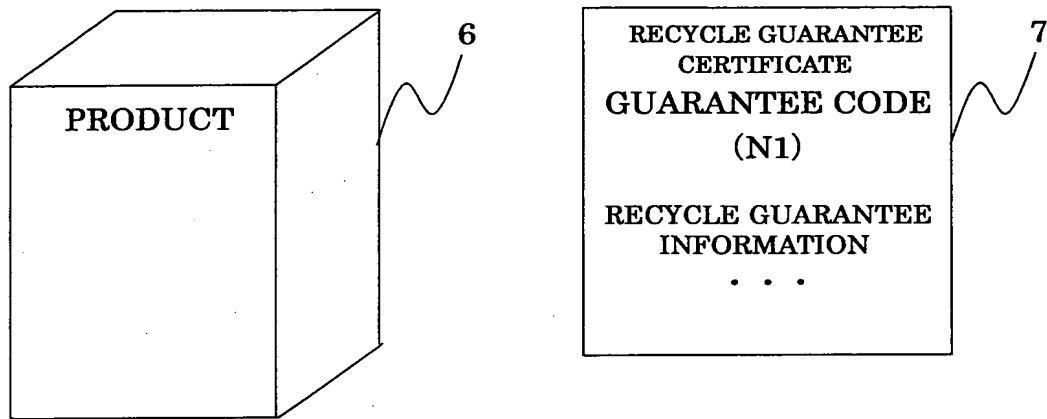 6
PRODUCT
7
RECYCLE GUARANTEE
CERTIFICATE
GUARANTEE CODE
(N1)
RECYCLE GUARANTEE
INFORMATION
. . .